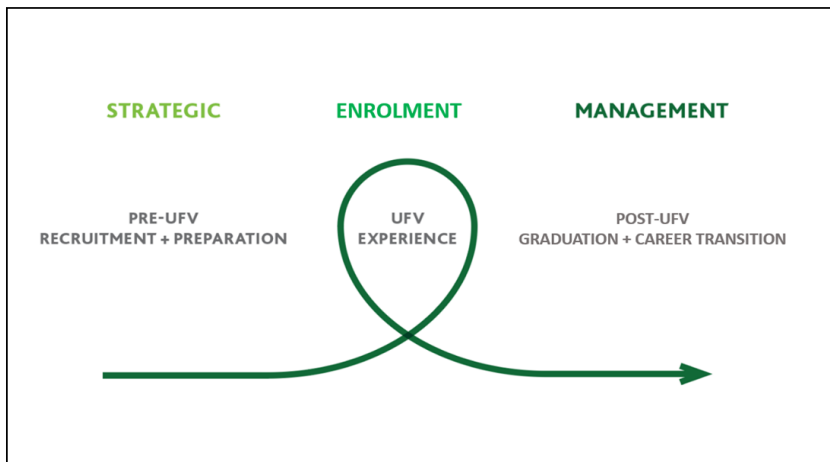 STRATEGIC
ENROLMENT
MANAGEMENT
PRE-UFV
RECRUITMENT + PREPARATION
UFV
EXPERIENCE
POST-UFV
GRADUATION + CAREER TRANSITION